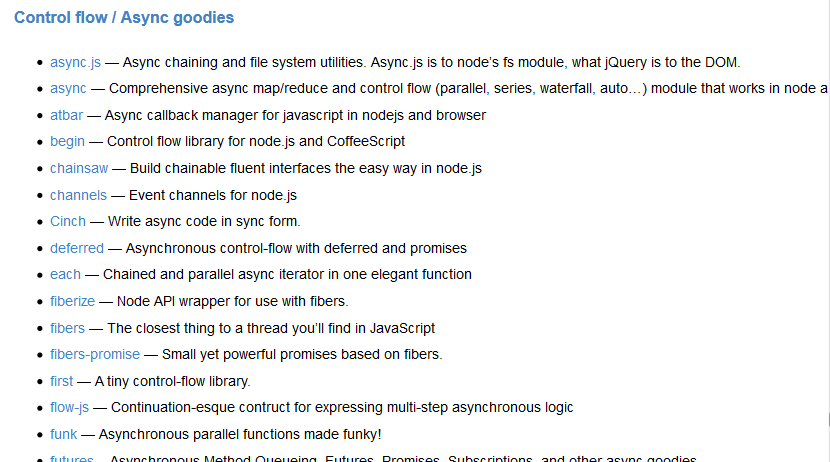 Control flow / Async goodies
async.js — Async chaining and file system utilities. Async.js is to node's fs module, what jQuery is to the DOM.
async — Comprehensive async map/reduce and control flow (parallel, series, waterfall, auto…) module that works in node a
atbar — Async callback manager for javascript in nodejs and browser
begin — Control flow library for node.js and CoffeeScript
chainsaw — Build chainable fluent interfaces the easy way in node.js
channels — Event channels for node.js
Cinch — Write async code in sync form.
deferred — Asynchronous control-flow with deferred and promises
each — Chained and parallel async iterator in one elegant function
fiberize — Node API wrapper for use with fibers.
fibers — The closest thing to a thread you'll find in JavaScript
fibers-promise — Small yet powerful promises based on fibers.
first — A tiny control-flow library.
flow-js — Continuation-esque contruct for expressing multi-step asynchronous logic
funk — Asynchronous parallel functions made funky!
futures — Asynchronous Method Queueing, Futures, Promises, Subscriptions, and other async goodies